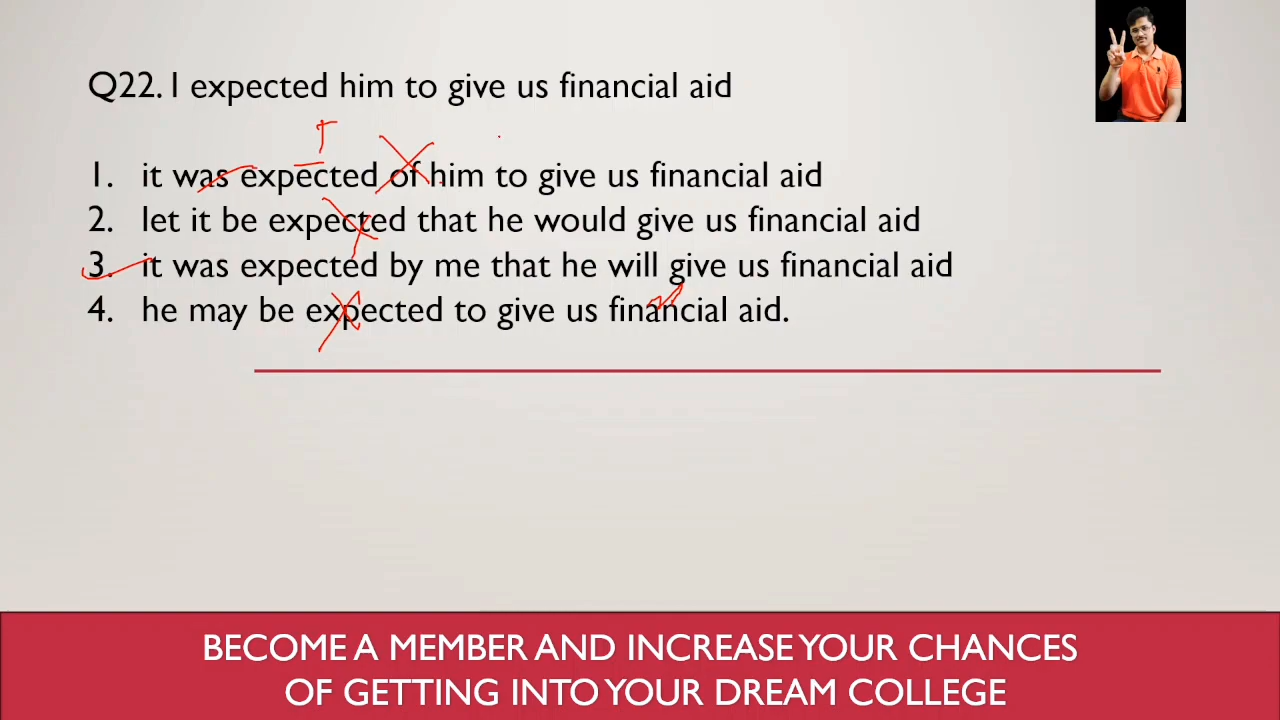 Q22. I expected him to give us financial aid
1. it was expected of him to give us financial aid
2. let it be expected that he would give us financial aid
3. it was expected by me that he will give us financial aid
4. he may be expected to give us financial aid.
BECOME A MEMBER AND INCREASE YOUR CHANCES
OF GETTING INTO YOUR DREAM COLLEGE